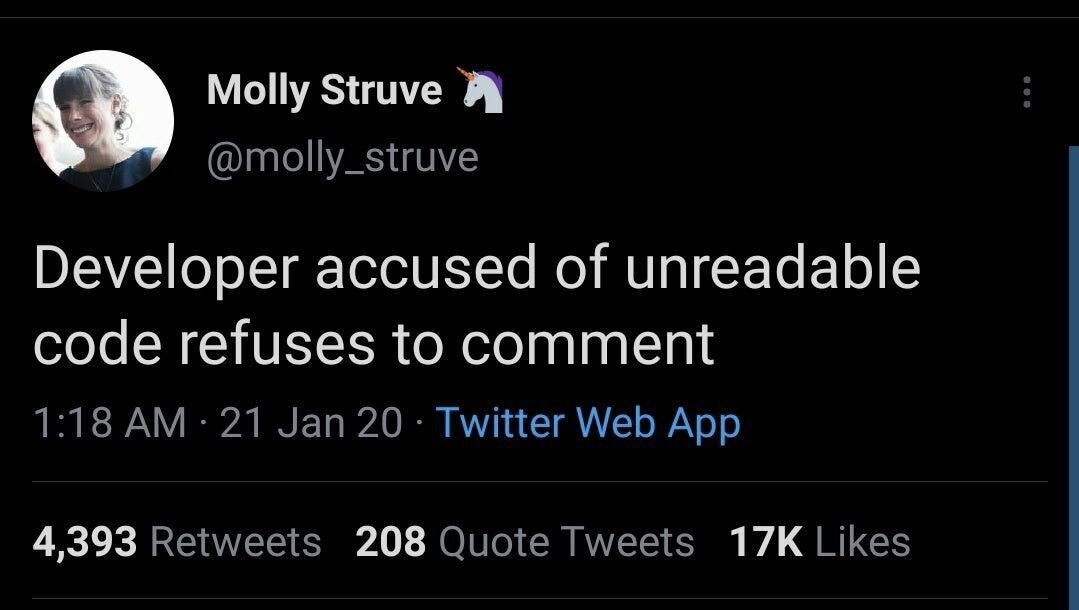 Molly Struve 🦄
@molly_struve
Developer accused of unreadable
code refuses to comment
1:18 AM · 21 Jan 20 · Twitter Web App
4,393 Retweets 208 Quote Tweets 17K Likes